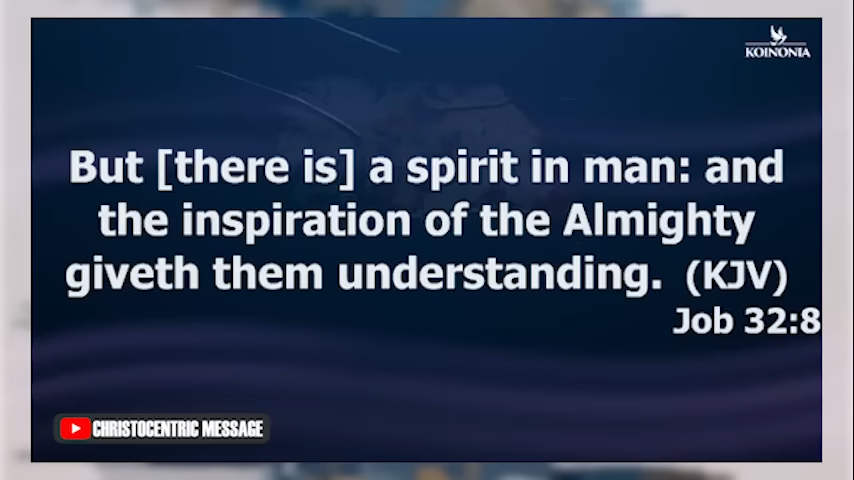 KOINONIA
But [there is] a spirit in man: and
the inspiration of the Almighty
giveth them understanding. (KJV)
Job 32:8
CHRISTOCENTRIC MESSAGE